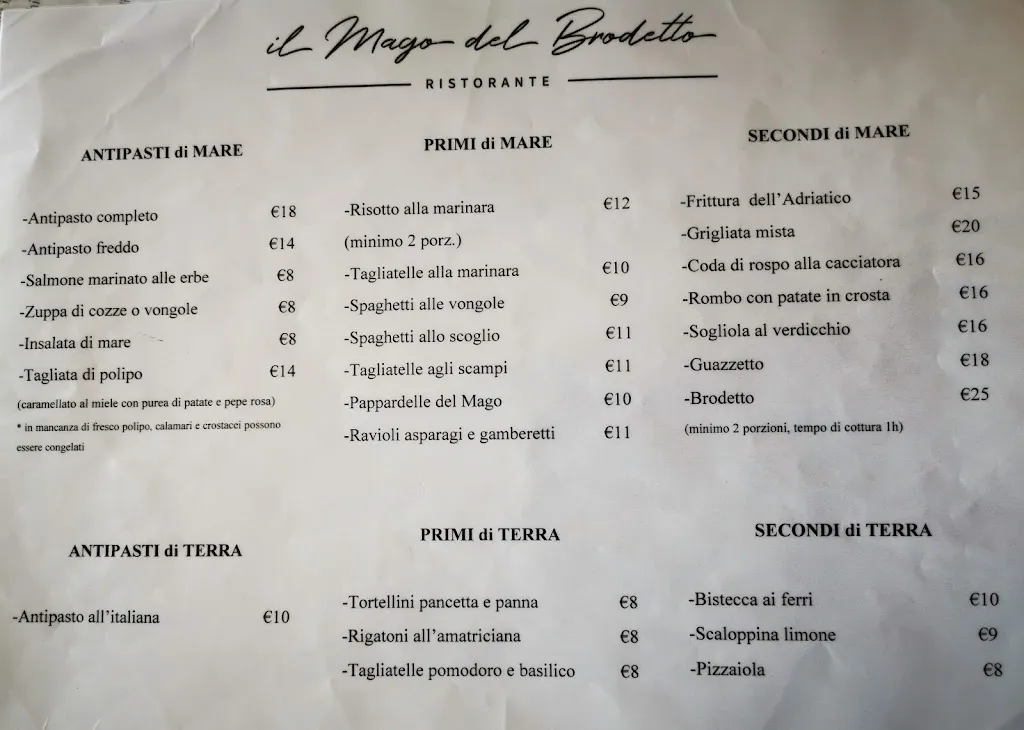 il Mago del Brodetto
RISTORANTE
ANTIPASTI di MARE
-Antipasto completo €18
-Antipasto freddo €14
-Salmone marinato alle erbe €8
-Zuppa di cozze o vongole €8
-Insalata di mare €8
-Tagliata di polipo €14
(caramellato al miele con purea di patate e pepe rosa)
* in mancanza di fresco polipo, calamari e crostacei possono
essere congelati
PRIMI di MARE
-Risotto alla marinara €12
(minimo 2 porz.)
-Tagliatelle alla marinara €10
-Spaghetti alle vongole €9
-Spaghetti allo scoglio €11
-Tagliatelle agli scampi €11
-Pappardelle del Mago €10
-Ravioli asparagi e gamberetti €11
SECONDI di MARE
-Frittura dell'Adriatico €15
-Grigliata mista €20
-Coda di rospo alla cacciatora €16
-Rombo con patate in crosta €16
-Sogliola al verdicchio €16
-Guazzetto €18
-Brodetto €25
(minimo 2 porzioni, tempo di cottura 1h)
ANTIPASTI di TERRA
-Antipasto all'italiana €10
PRIMI di TERRA
-Tortellini pancetta e panna €8
-Rigatoni all'amatriciana €8
-Tagliatelle pomodoro e basilico €8
SECONDI di TERRA
-Bistecca ai ferri €10
-Scaloppina limone €9
-Pizzaiola €8